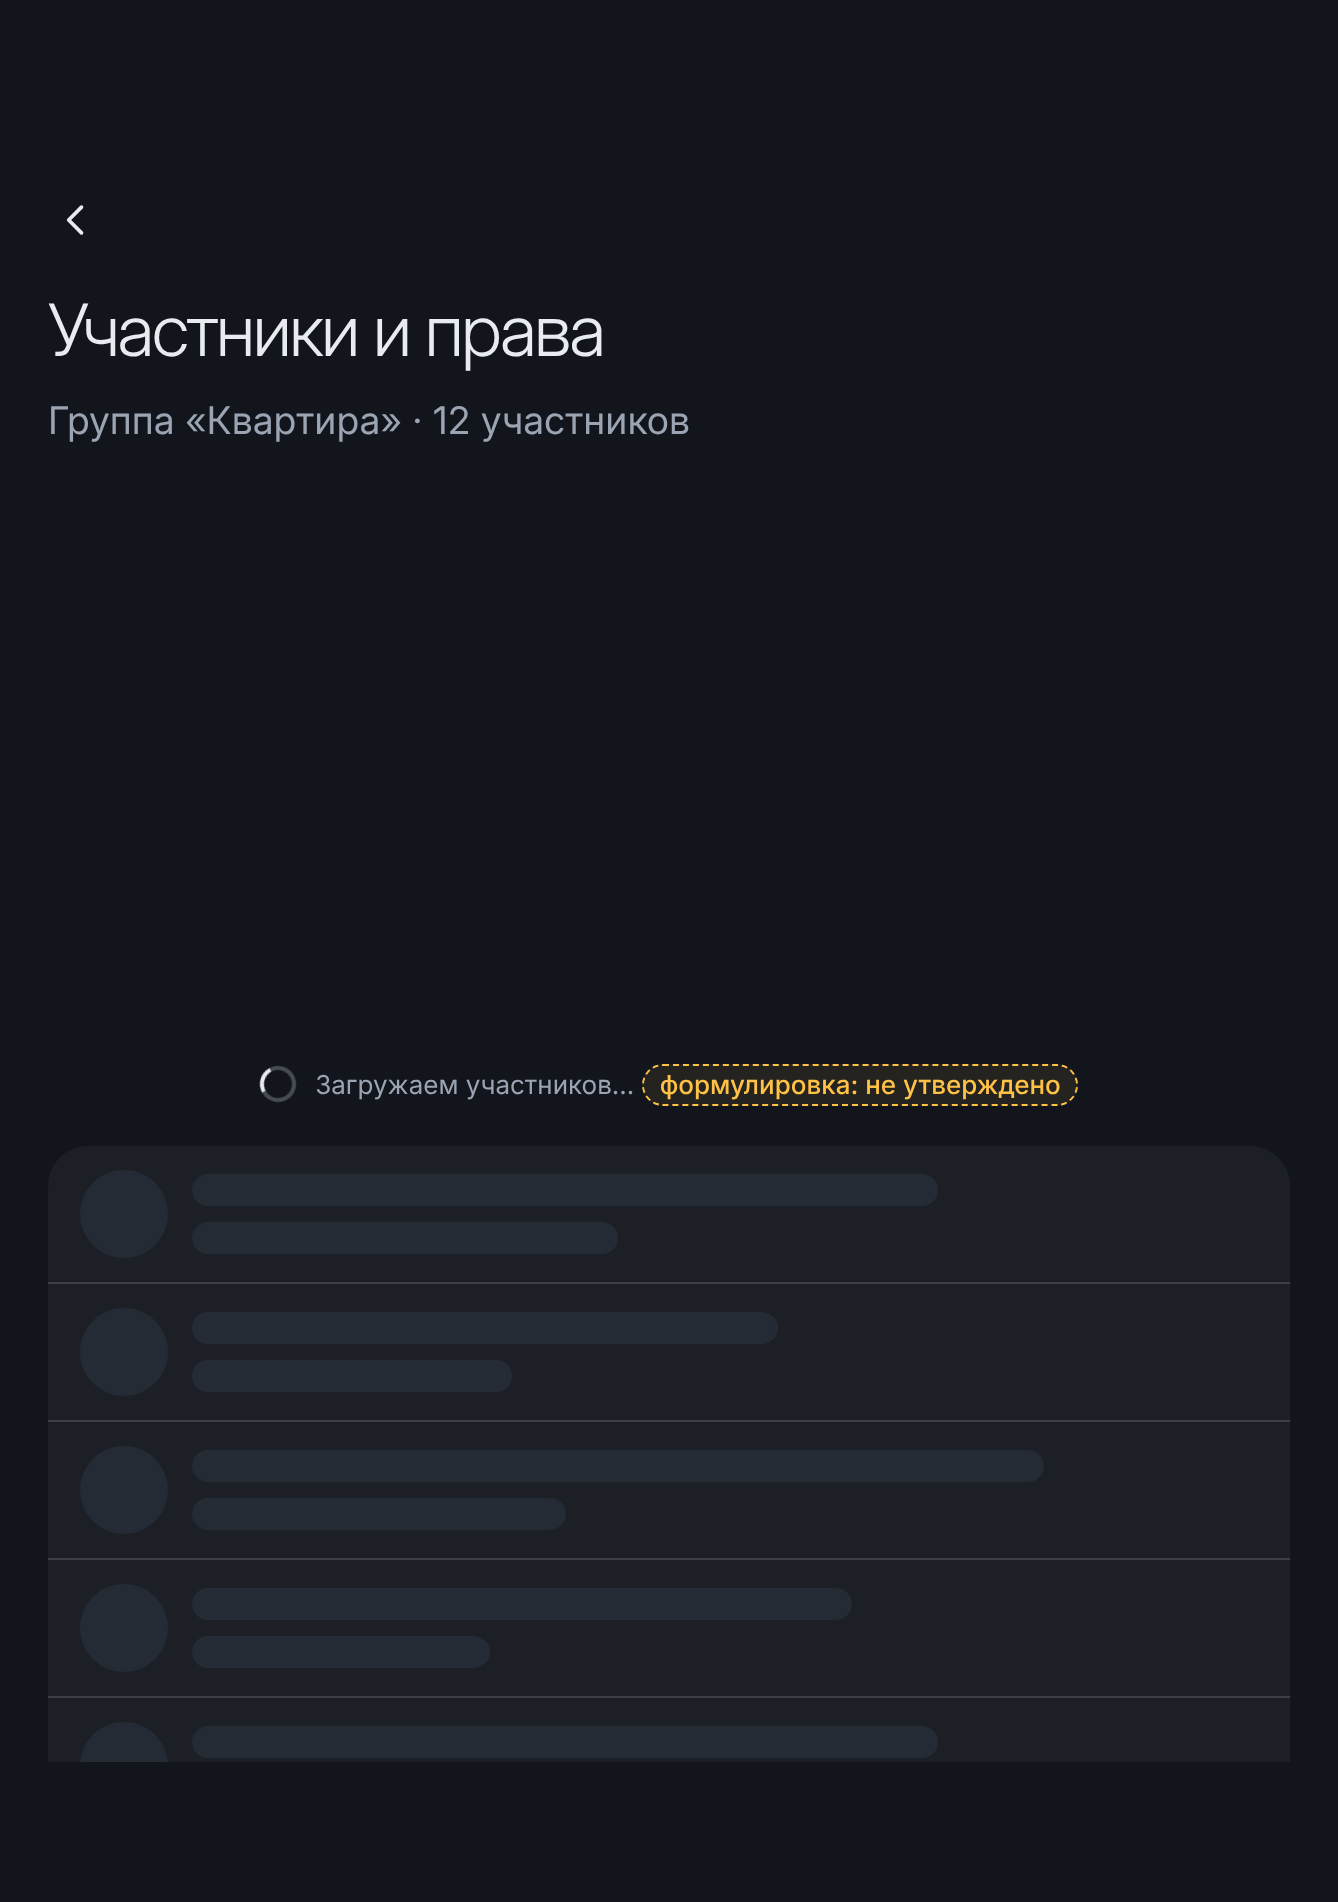 Участники и права
Группа «Квартира» · 12 участников
Загружаем участников… формулировка: не утверждено